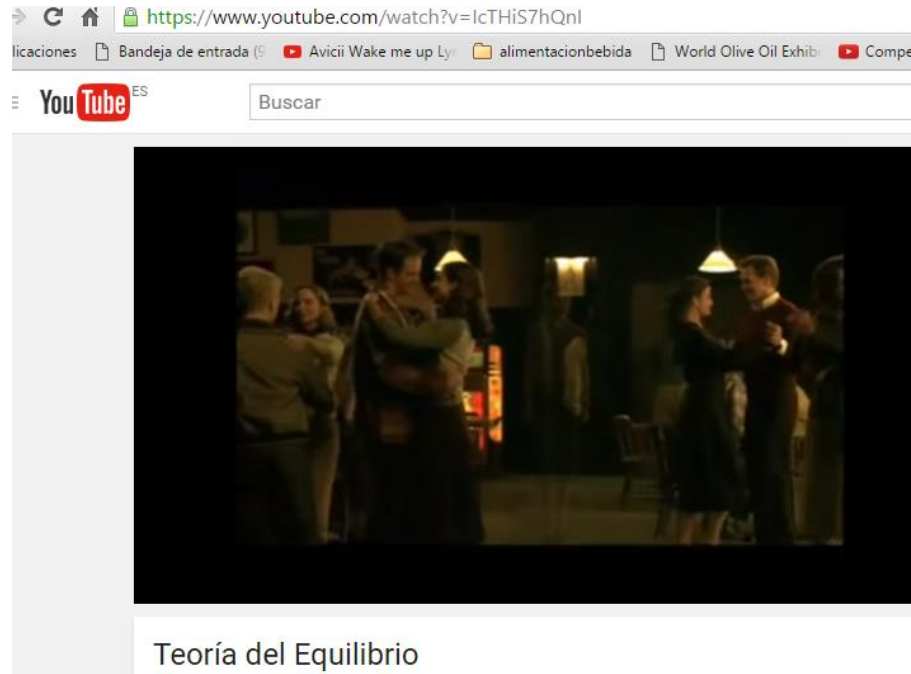 https://www.youtube.com/watch?v=IcTHiS7hQnI
licaciones Bandeja de entrada (9 Avicii Wake me up Ly alimentacionbebida World Olive Oil Exhib Compe
YouTube ES Buscar
Teoría del Equilibrio